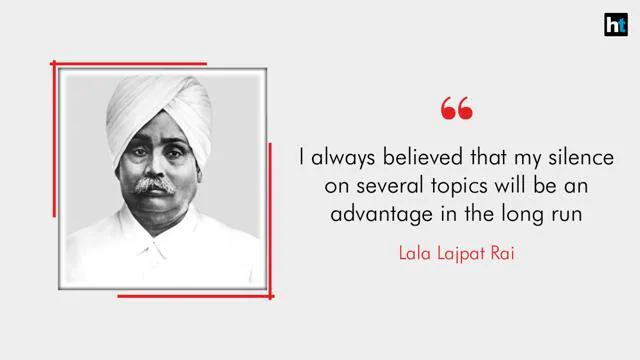 ht
“
I always believed that my silence
on several topics will be an
advantage in the long run
Lala Lajpat Rai